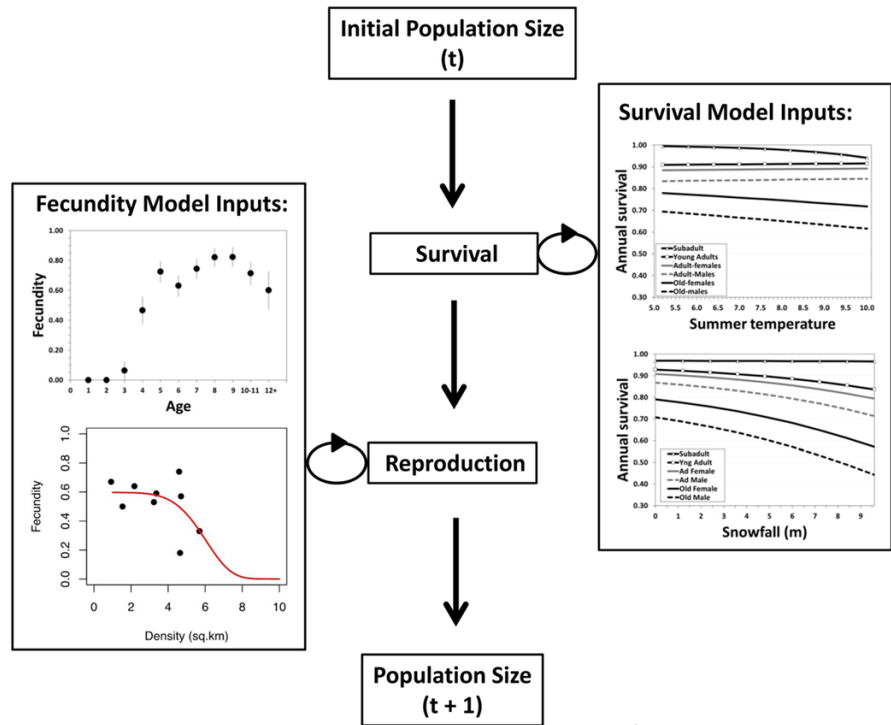 Initial Population Size
(t)
Survival Model Inputs:
Annual survival
1.00
0.90
0.80
0.70
0.60
0.50
0.40
0.30
Subadult
Young Adults
Adult-females
Adult-Males
Old-females
Old-males
5.0 5.5 6.0 6.5 7.0 7.5 8.0 8.5 9.0 9.5 10.0
Summer temperature
Annual survival
1.00
0.90
0.80
0.70
0.60
0.50
0.40
0.30
Subadult
Yng Adult
Ad Female
Ad Male
Old Female
Old Male
0 1 2 3 4 5 6 7 8 9
Snowfall (m)
Survival
Fecundity Model Inputs:
Fecundity
1.00
0.80
0.60
0.40
0.20
0.00
0 1 2 3 4 5 6 7 8 9 10-11 12+
Age
Fecundity
1.0
0.8
0.6
0.4
0.2
0.0
0 2 4 6 8 10
Density (sq.km)
Reproduction
Population Size
(t + 1)